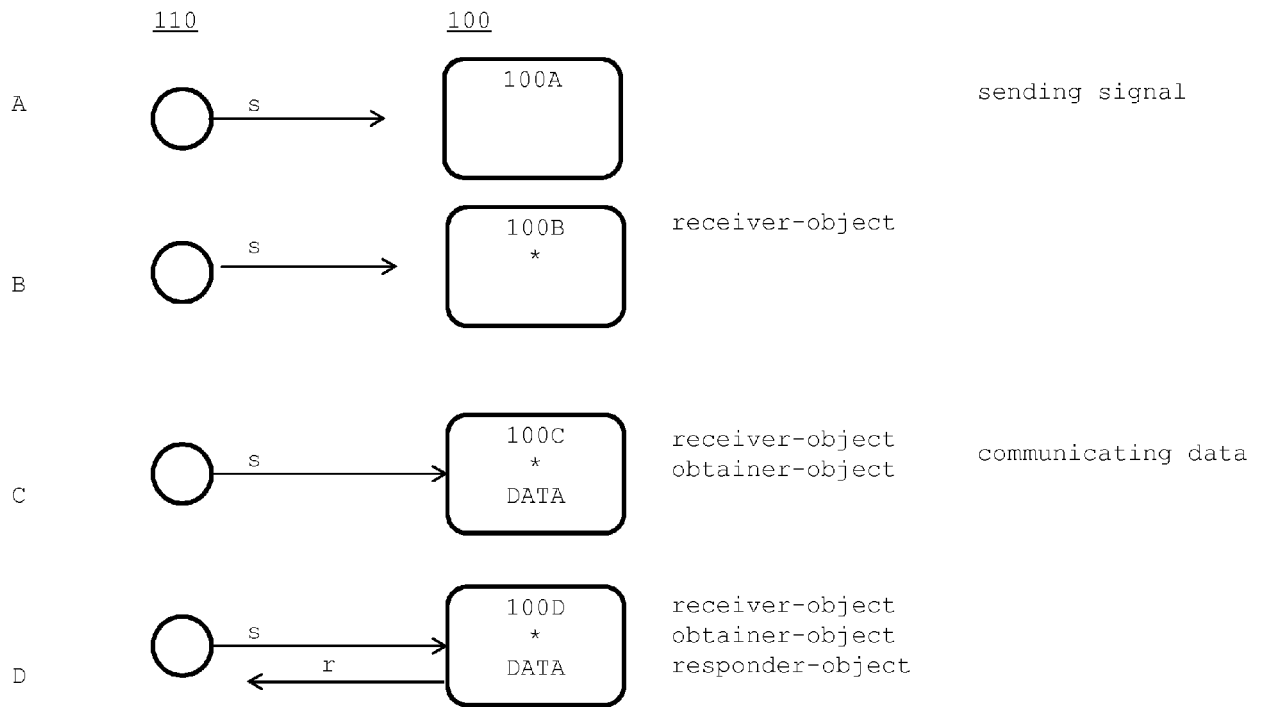 110 100
A s 100A sending signal
B s 100B receiver-object
*
C s 100C receiver-object
* obtainer-object communicating data
DATA
D s 100D receiver-object
* obtainer-object
r DATA responder-object